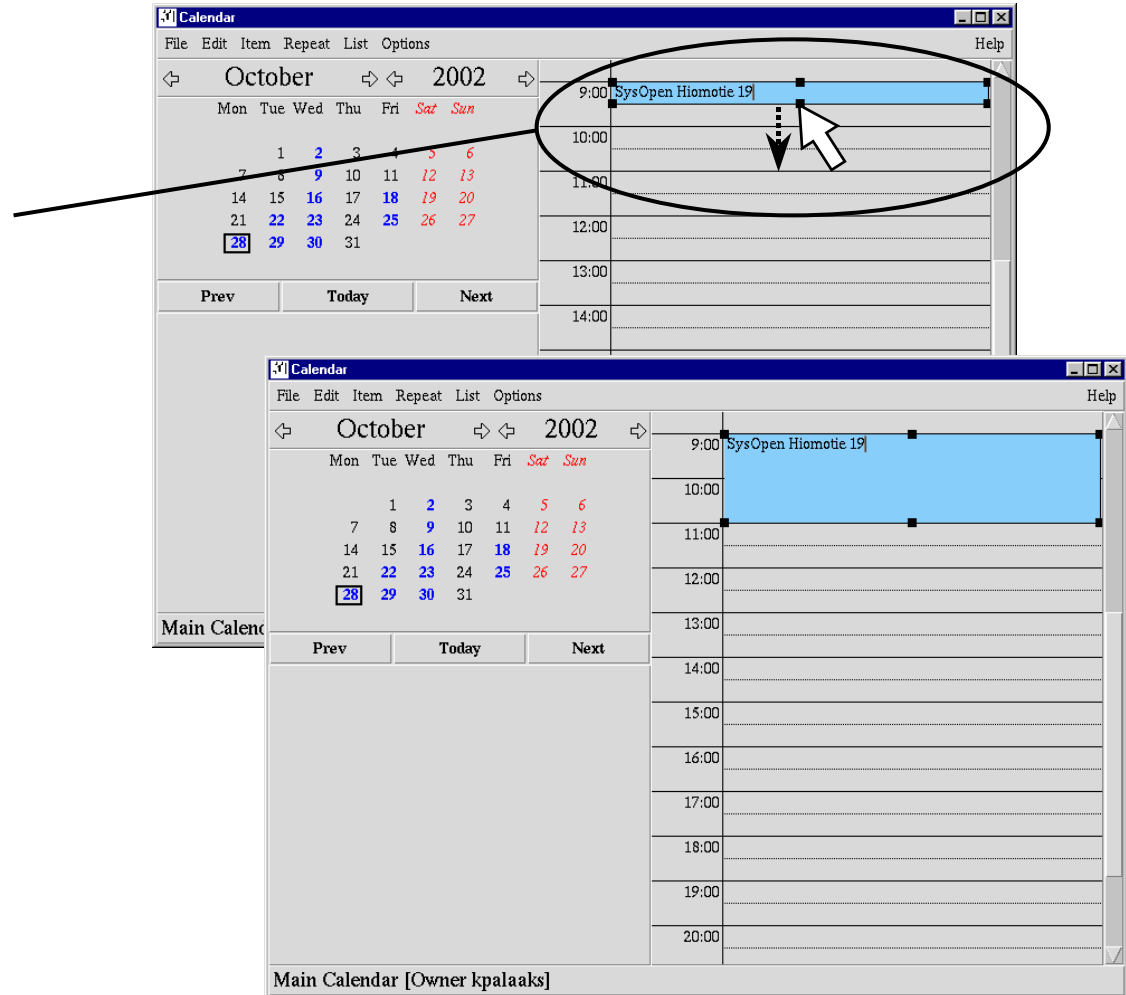 Calendar
File Edit Item Repeat List Options Help
October 2002
Mon Tue Wed Thu Fri Sat Sun
1 2 3 4 5 6
7 8 9 10 11 12 13
14 15 16 17 18 19 20
21 22 23 24 25 26 27
28 29 30 31
Prev Today Next
9:00 SysOpen Hiomotie 19
10:00
11:00
12:00
13:00
14:00
Main Calend
Calendar
File Edit Item Repeat List Options Help
October 2002
Mon Tue Wed Thu Fri Sat Sun
1 2 3 4 5 6
7 8 9 10 11 12 13
14 15 16 17 18 19 20
21 22 23 24 25 26 27
28 29 30 31
Prev Today Next
9:00 SysOpen Hiomotie 19
10:00
11:00
12:00
13:00
14:00
15:00
16:00
17:00
18:00
19:00
20:00
Main Calendar [Owner kpalaaks]